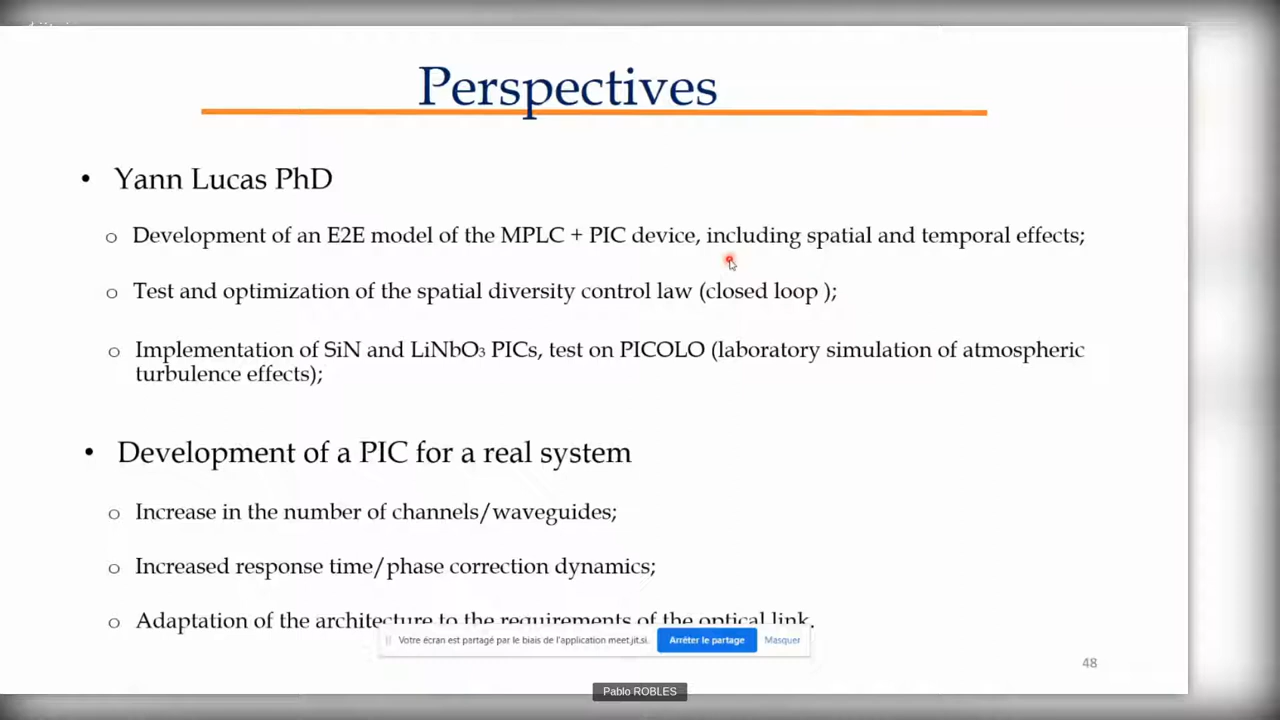 Perspectives
• Yann Lucas PhD
o Development of an E2E model of the MPLC + PIC device, including spatial and temporal effects;
o Test and optimization of the spatial diversity control law (closed loop );
o Implementation of SiN and LiNbO₃ PICs, test on PICOLO (laboratory simulation of atmospheric
turbulence effects);
• Development of a PIC for a real system
o Increase in the number of channels/waveguides;
o Increased response time/phase correction dynamics;
o Adaptation of the architecture to the requirements of the optical link.
Votre écran est partagé par le biais de l'application meet.jit.si. Arrêter le partage Masquer
48
Pablo ROBLES